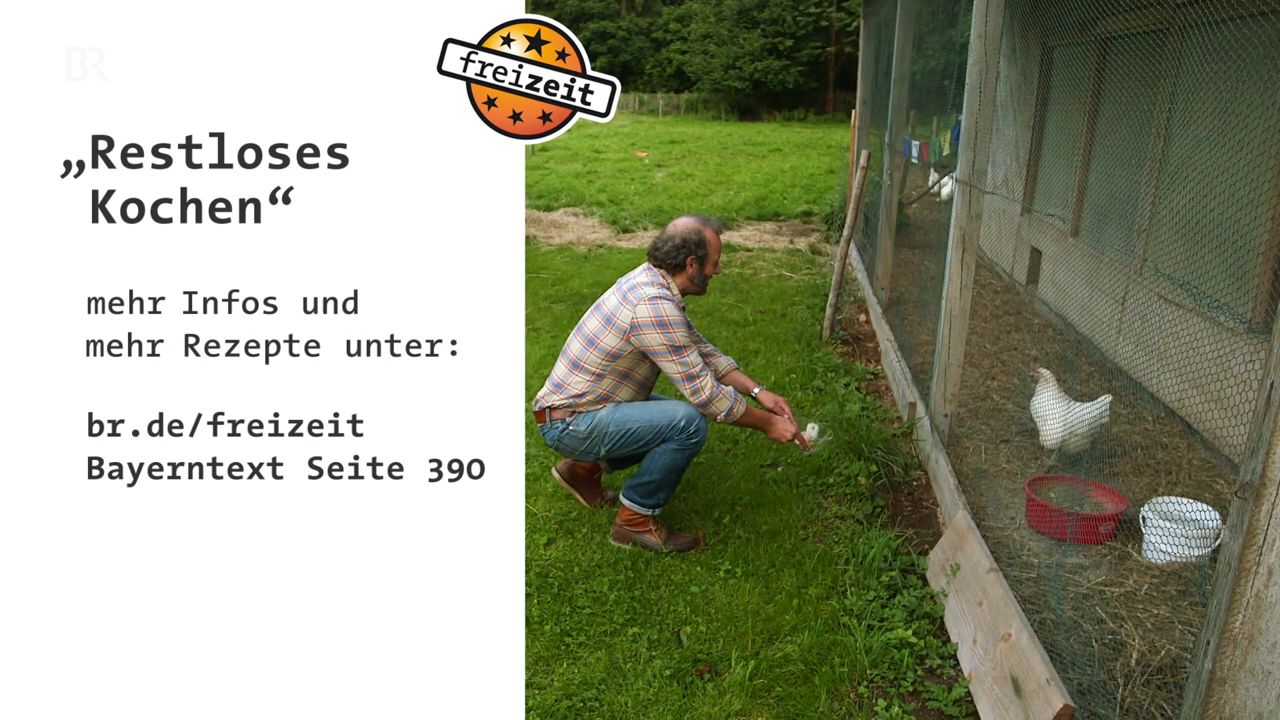 BR
freizeit
„Restloses
Kochen“
mehr Infos und
mehr Rezepte unter:
br.de/freizeit
Bayerntext Seite 390